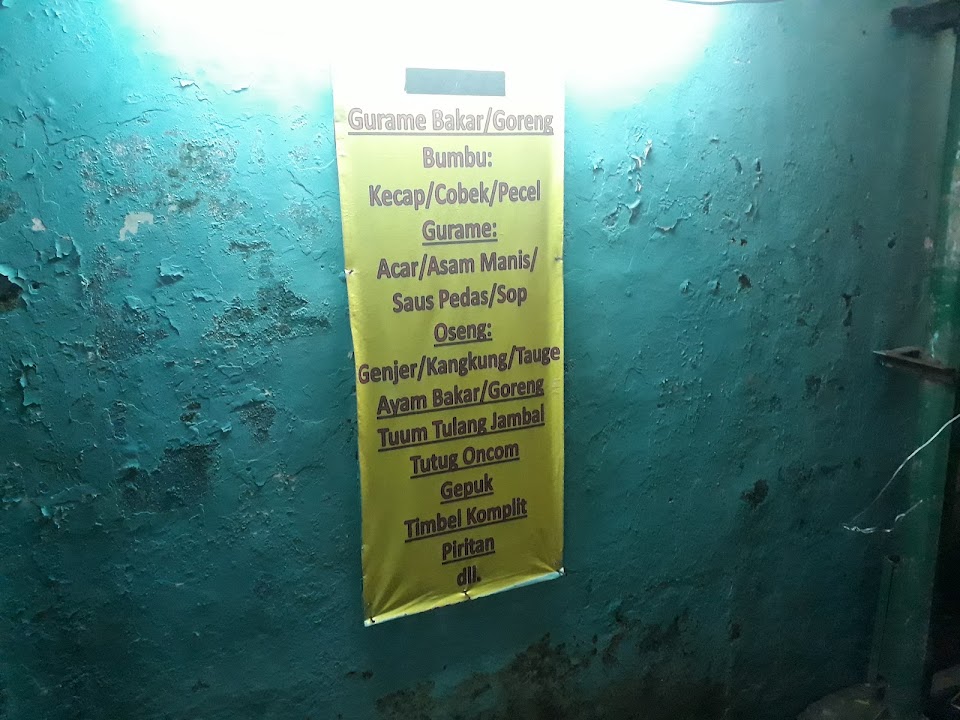 Gurame Bakar/Goreng
Bumbu:
Kecap/Cobek/Pecel
Gurame:
Acar/Asam Manis/
Saus Pedas/Sop
Oseng:
Genjer/Kangkung/Tauge
Ayam Bakar/Goreng
Tuum Tulang Jambal
Tutug Oncom
Gepuk
Timbel Komplit
Piritan
dll.